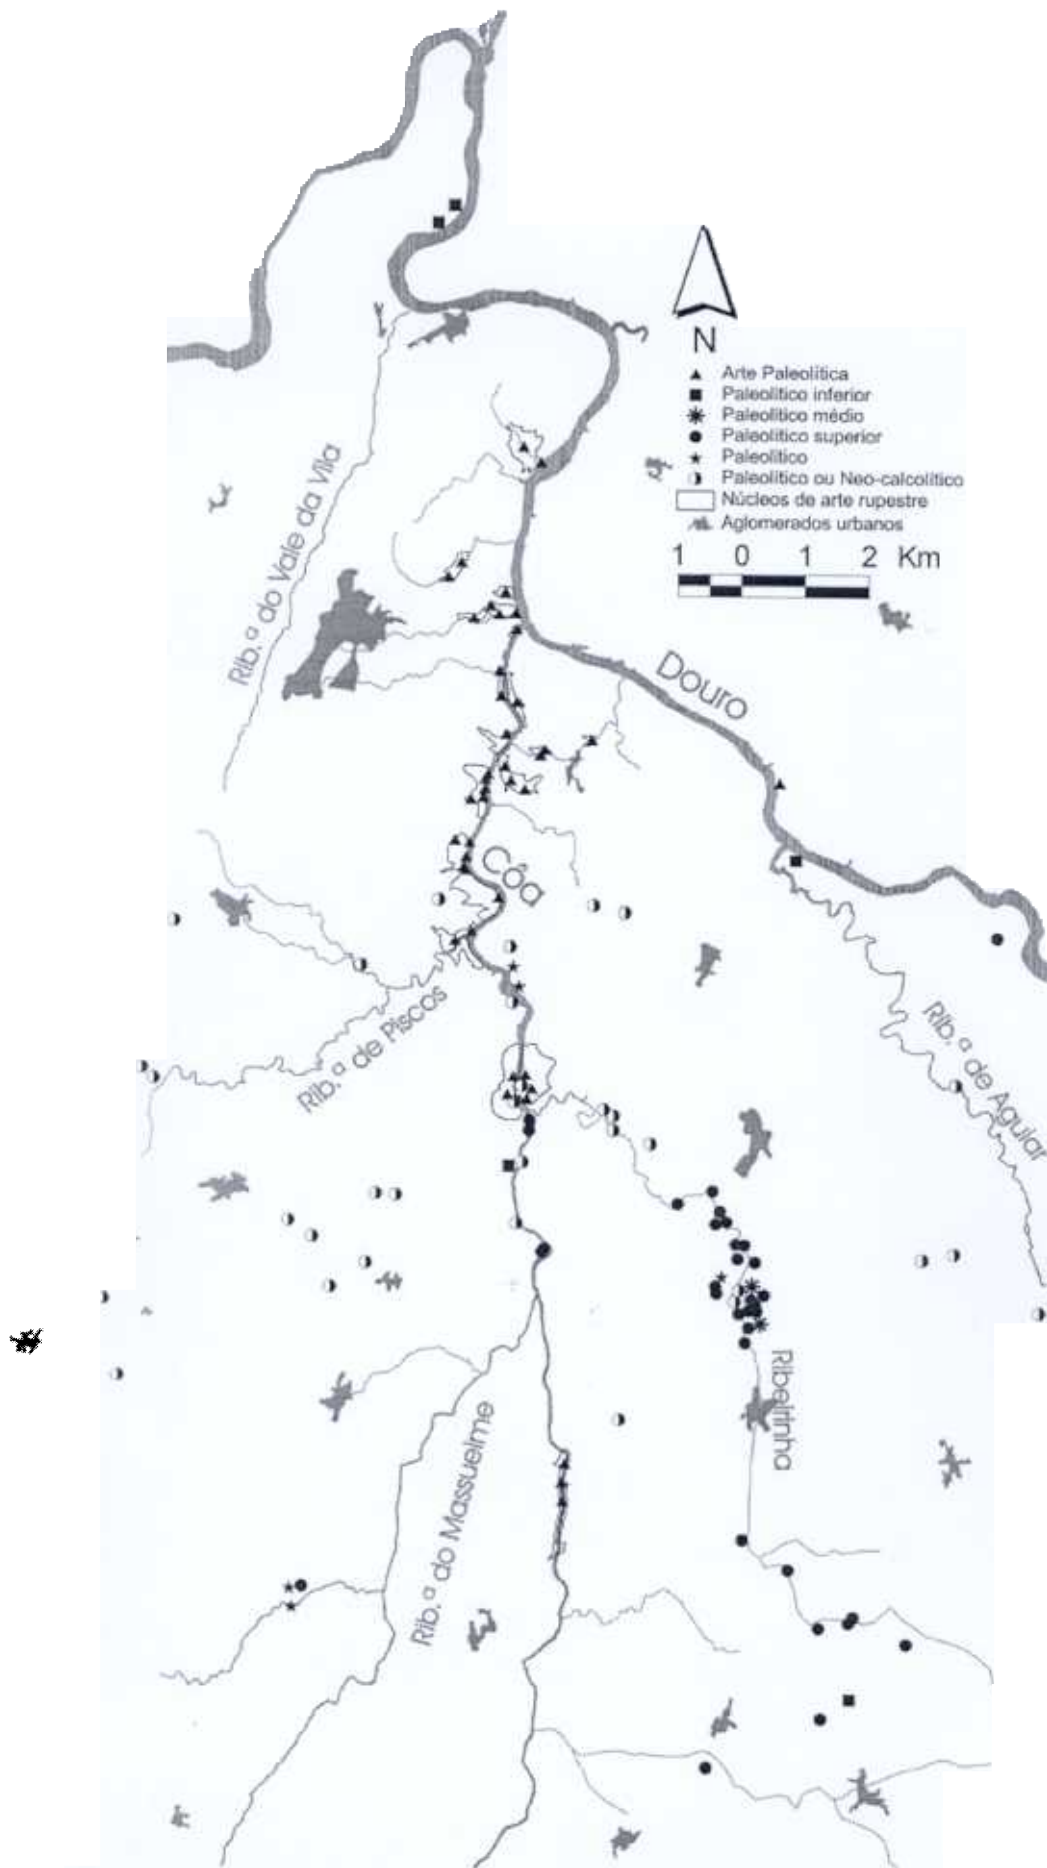 N
Arte Paleolítica
Paleolítico inferior
Paleolítico médio
Paleolítico superior
Paleolítico
Paleolítico ou Neo-calcolítico
Núcleos de arte rupestre
Aglomerados urbanos
1 0 1 2 Km
Rib.ª do Vale da Vila
Douro
Côa
Rib.ª de Piscos
Rib.ª de Aguiar
Ribeirinha
Rib.ª do Massueime